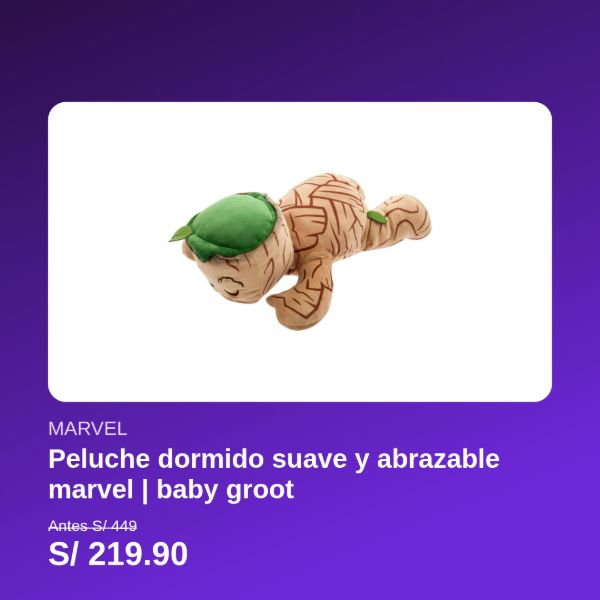 MARVEL
Peluche dormido suave y abrazable
marvel | baby groot
Antes S/ 449
S/ 219.90